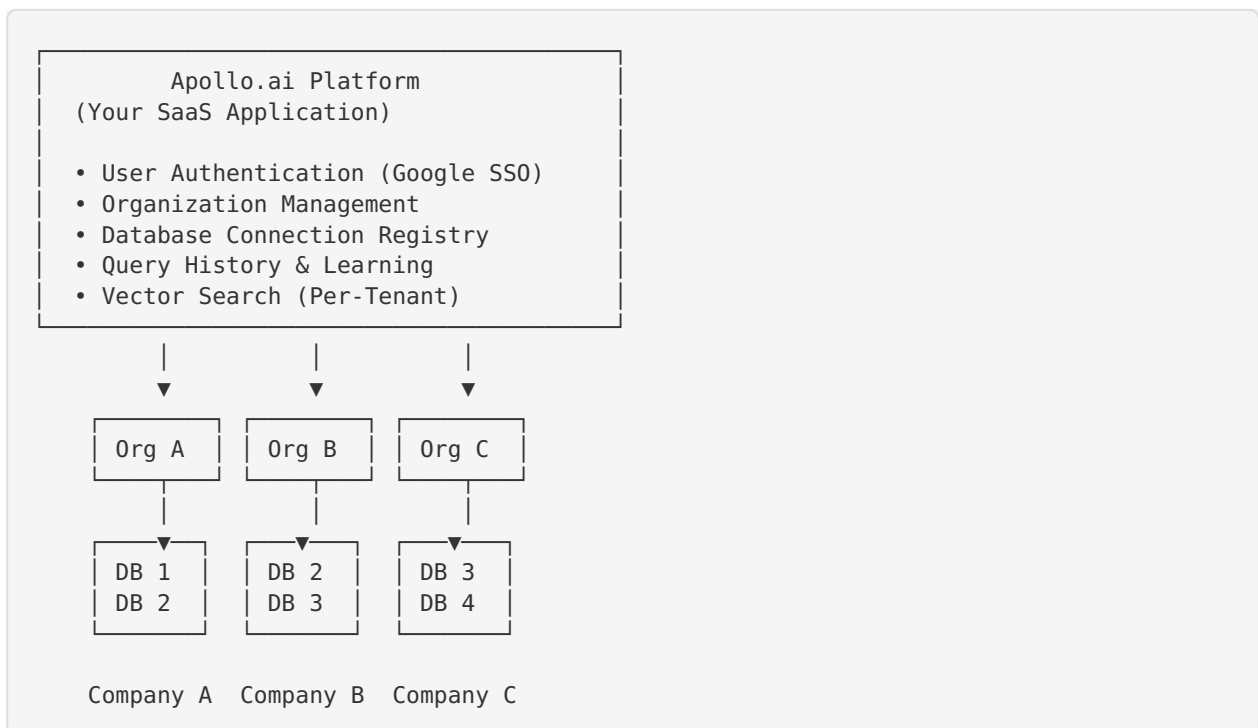 Apollo.ai Platform
(Your SaaS Application)
• User Authentication (Google SSO)
• Organization Management
• Database Connection Registry
• Query History & Learning
• Vector Search (Per-Tenant)
Org A Org B Org C
DB 1 DB 2 DB 3
DB 2 DB 3 DB 4
Company A Company B Company C